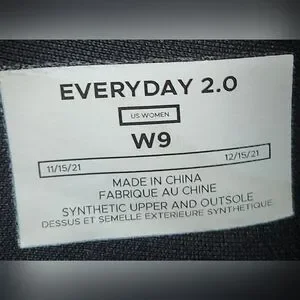 EVERYDAY 2.0
US WOMEN
W9
11/15/21 12/15/21
MADE IN CHINA
FABRIQUE AU CHINE
SYNTHETIC UPPER AND OUTSOLE
DESSUS ET SEMELLE EXTERIEURE SYNTHETIQUE